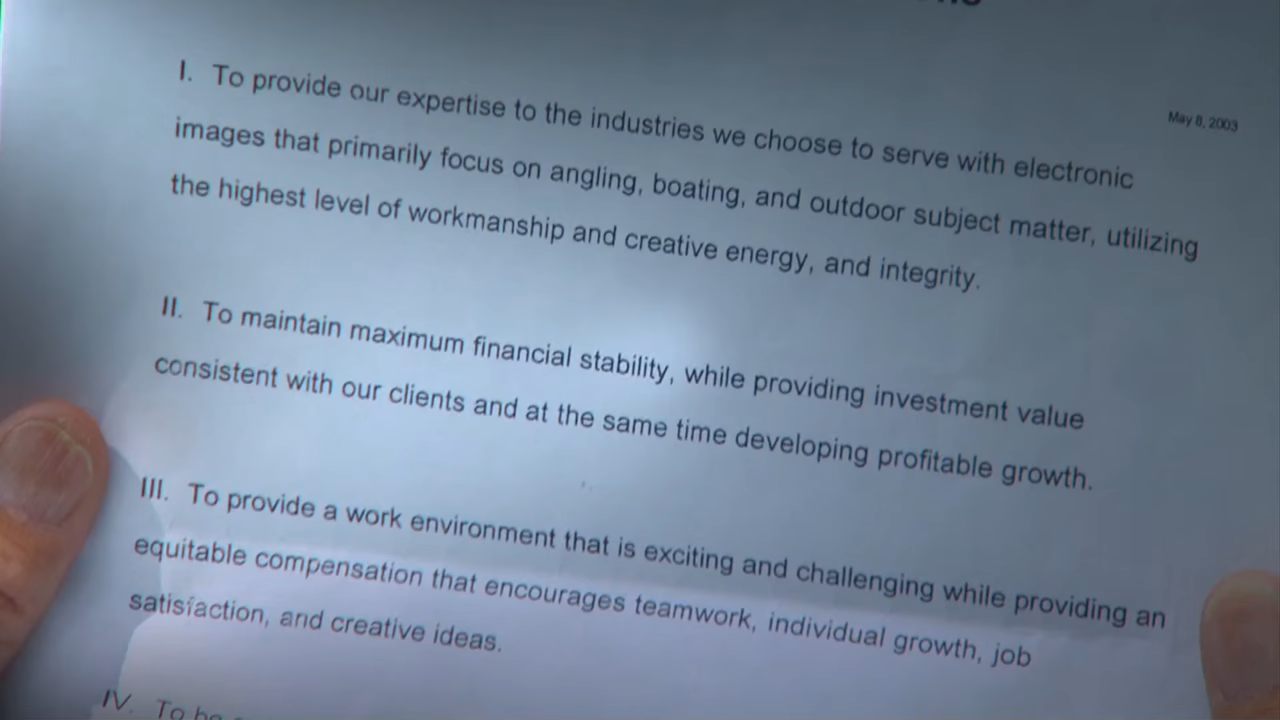 May 8, 2003
I. To provide our expertise to the industries we choose to serve with electronic
images that primarily focus on angling, boating, and outdoor subject matter, utilizing
the highest level of workmanship and creative energy, and integrity.
II. To maintain maximum financial stability, while providing investment value
consistent with our clients and at the same time developing profitable growth.
III. To provide a work environment that is exciting and challenging while providing an
equitable compensation that encourages teamwork, individual growth, job
satisfaction, and creative ideas.
IV. To be